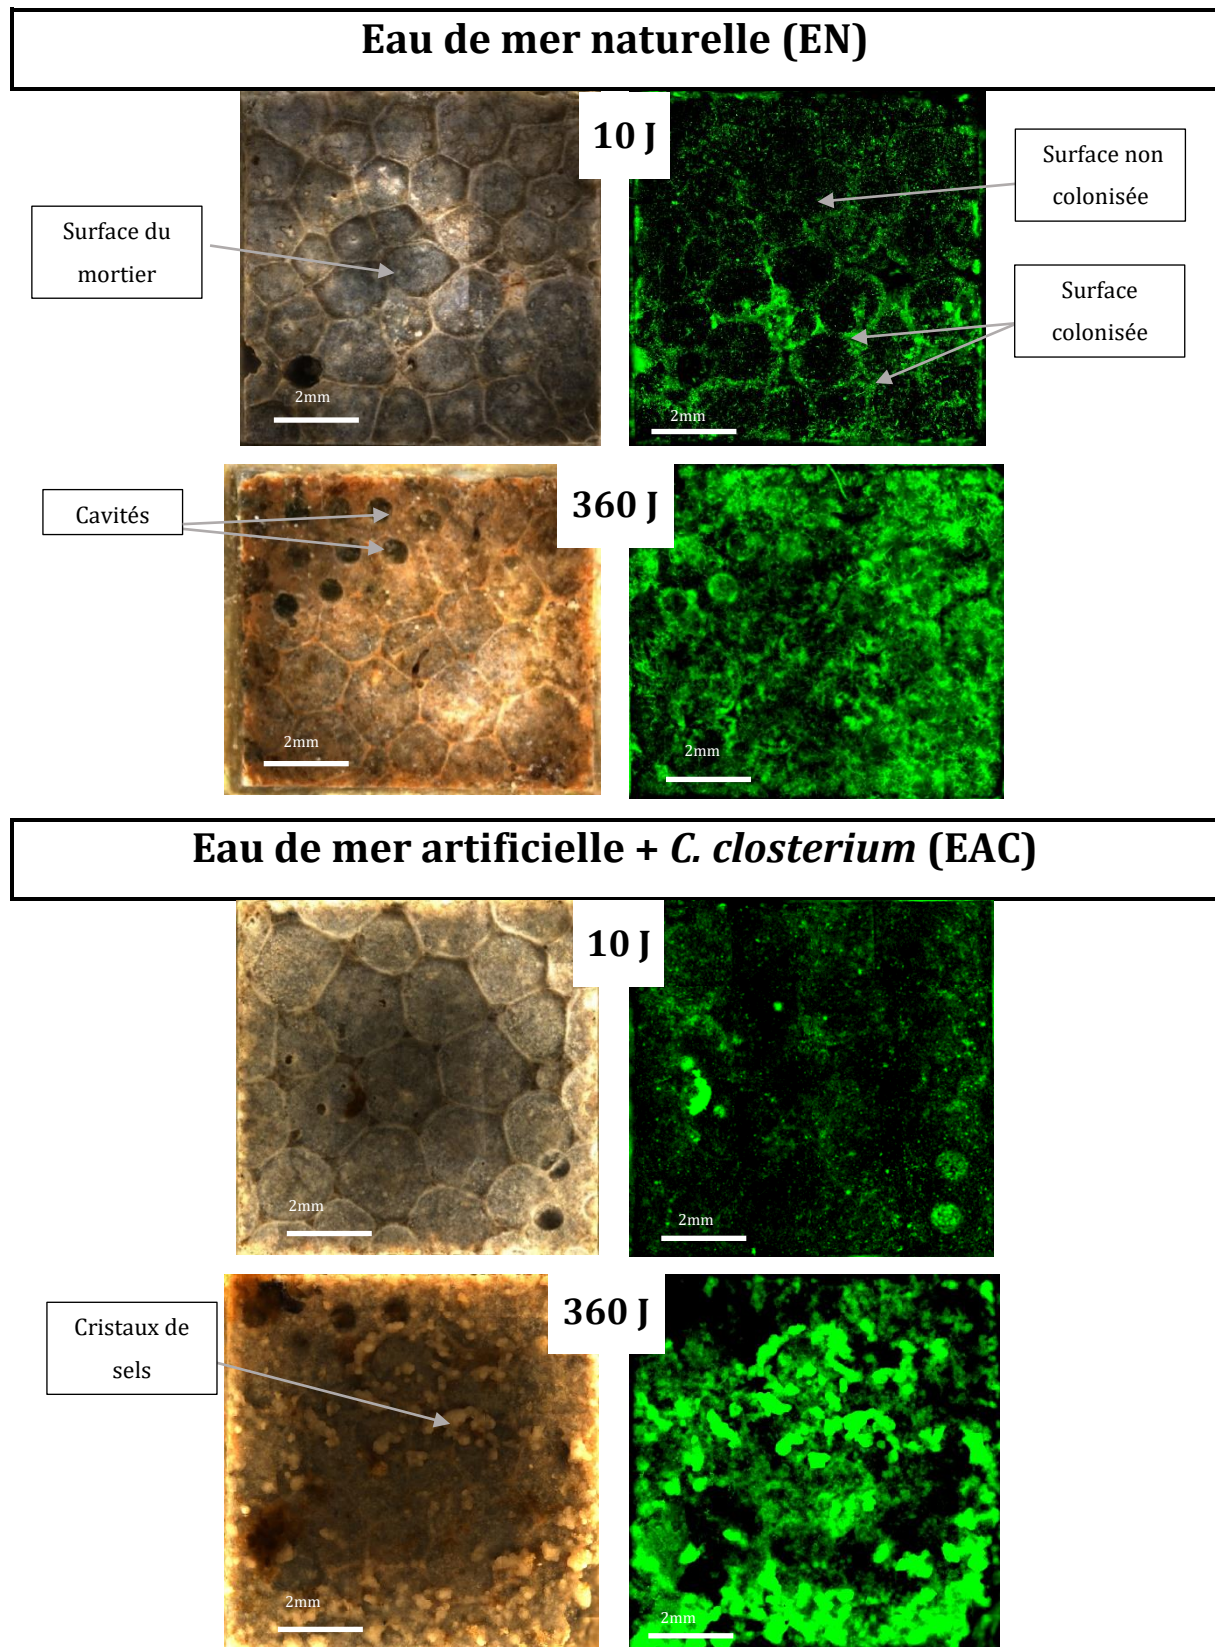 Eau de mer naturelle (EN)
10 J
Surface non
colonisée
Surface du
mortier
Surface
colonisée
2mm
2mm
360 J
Cavités
2mm
2mm
Eau de mer artificielle + C. closterium (EAC)
10 J
2mm
2mm
360 J
Cristaux de
sels
2mm
2mm